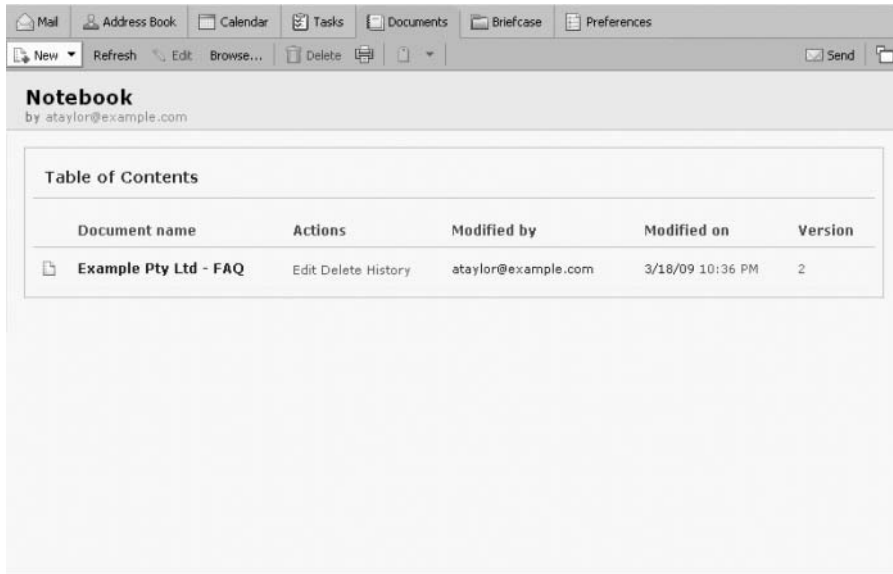 Mail Address Book Calendar Tasks Documents Briefcase Preferences
New Refresh Edit Browse... Delete Send
Notebook
by ataylor@example.com
Table of Contents
Document name Actions Modified by Modified on Version
Example Pty Ltd - FAQ Edit Delete History ataylor@example.com 3/18/09 10:36 PM 2